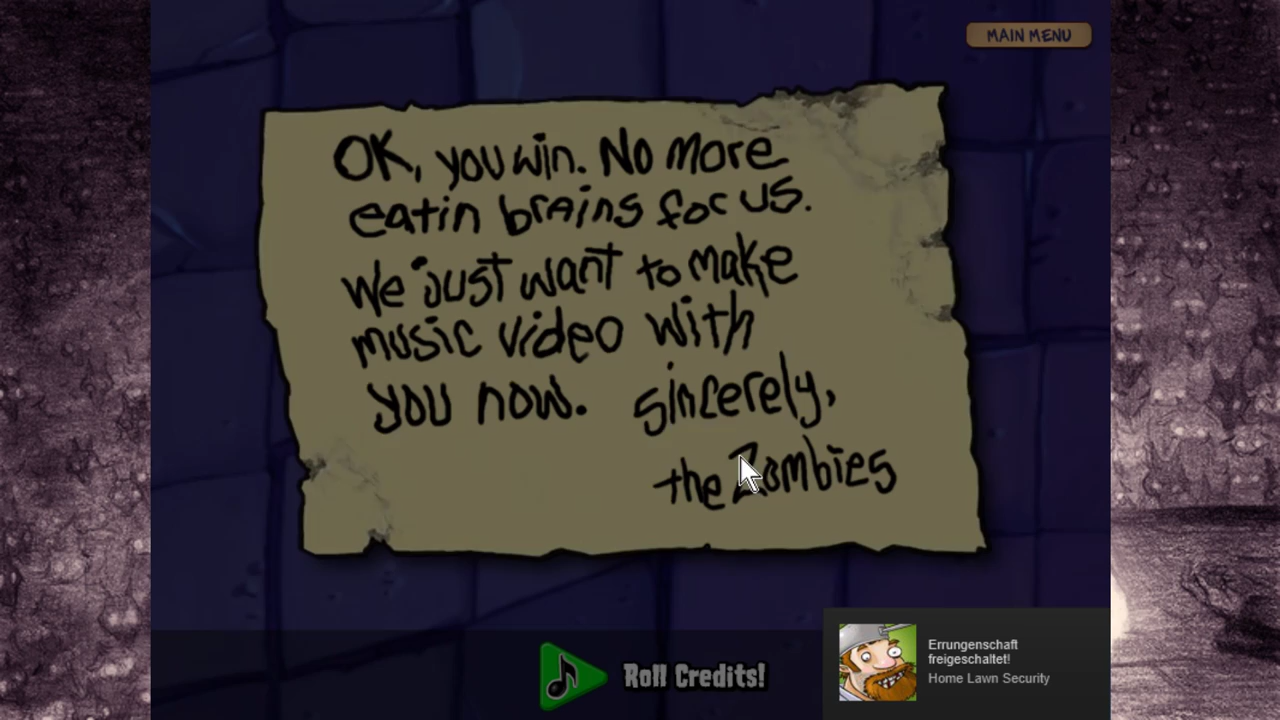 MAIN MENU
OK, you win. No more
eatin brains for us.
We just want to make
music video with
you now. sincerely,
the Zombies
Roll Credits!
Errungenschaft
freigeschaltet!
Home Lawn Security